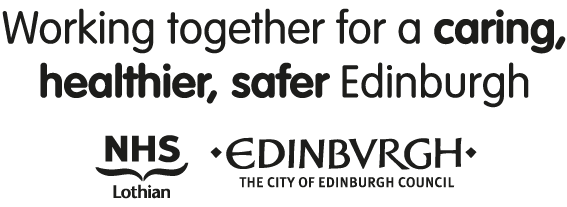 Working together for a caring,
healthier, safer Edinburgh
NHS
Lothian
·EDINBVRGH·
THE CITY OF EDINBURGH COUNCIL